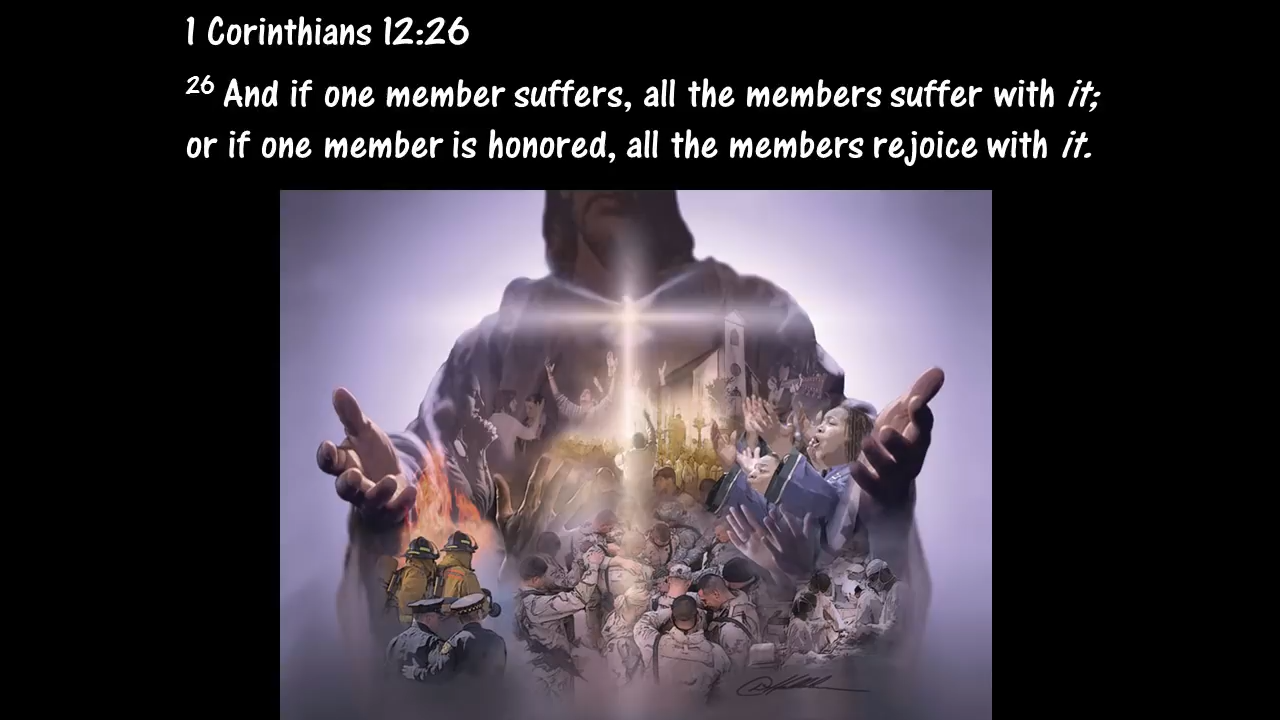 1 Corinthians 12:26
26 And if one member suffers, all the members suffer with it;
or if one member is honored, all the members rejoice with it.